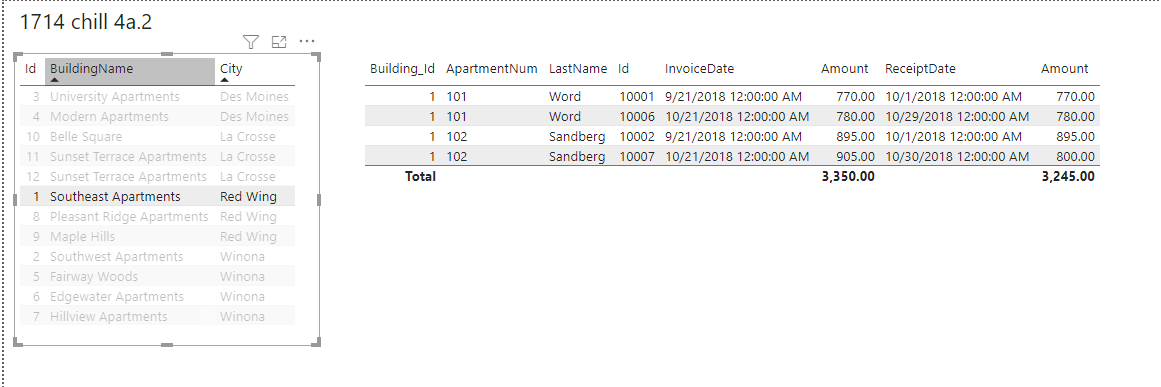 1714 chill 4a.2
Id BuildingName City
3 University Apartments Des Moines
4 Modern Apartments Des Moines
10 Belle Square La Crosse
11 Sunset Terrace Apartments La Crosse
12 Sunset Terrace Apartments La Crosse
1 Southeast Apartments Red Wing
8 Pleasant Ridge Apartments Red Wing
9 Maple Hills Red Wing
2 Southwest Apartments Winona
5 Fairway Woods Winona
6 Edgewater Apartments Winona
7 Hillview Apartments Winona
Building_Id ApartmentNum LastName Id InvoiceDate Amount ReceiptDate Amount
1 101 Word 10001 9/21/2018 12:00:00 AM 770.00 10/1/2018 12:00:00 AM 770.00
1 101 Word 10006 10/21/2018 12:00:00 AM 780.00 10/29/2018 12:00:00 AM 780.00
1 102 Sandberg 10002 9/21/2018 12:00:00 AM 895.00 10/1/2018 12:00:00 AM 895.00
1 102 Sandberg 10007 10/21/2018 12:00:00 AM 905.00 10/30/2018 12:00:00 AM 800.00
Total 3,350.00 3,245.00